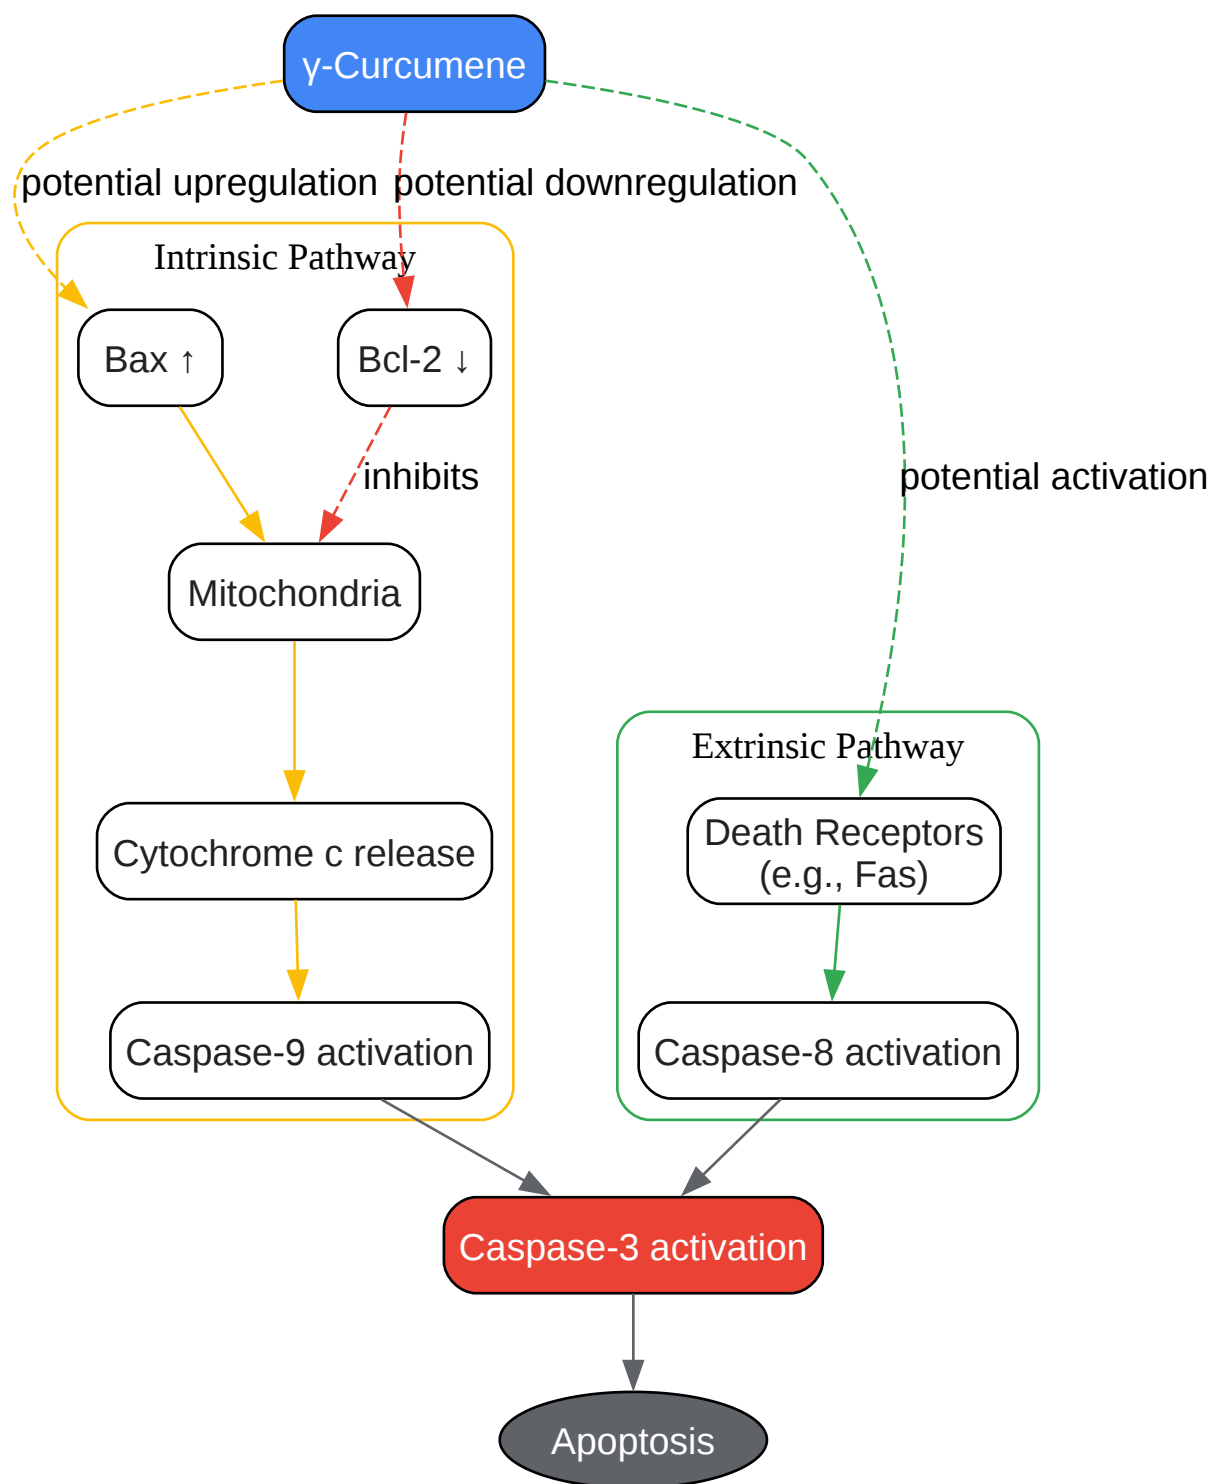 γ-Curcumene
potential upregulation
potential downregulation
Intrinsic Pathway
Bax ↑
Bcl-2 ↓
inhibits
potential activation
Mitochondria
Extrinsic Pathway
Cytochrome c release
Death Receptors
(e.g., Fas)
Caspase-9 activation
Caspase-8 activation
Caspase-3 activation
Apoptosis